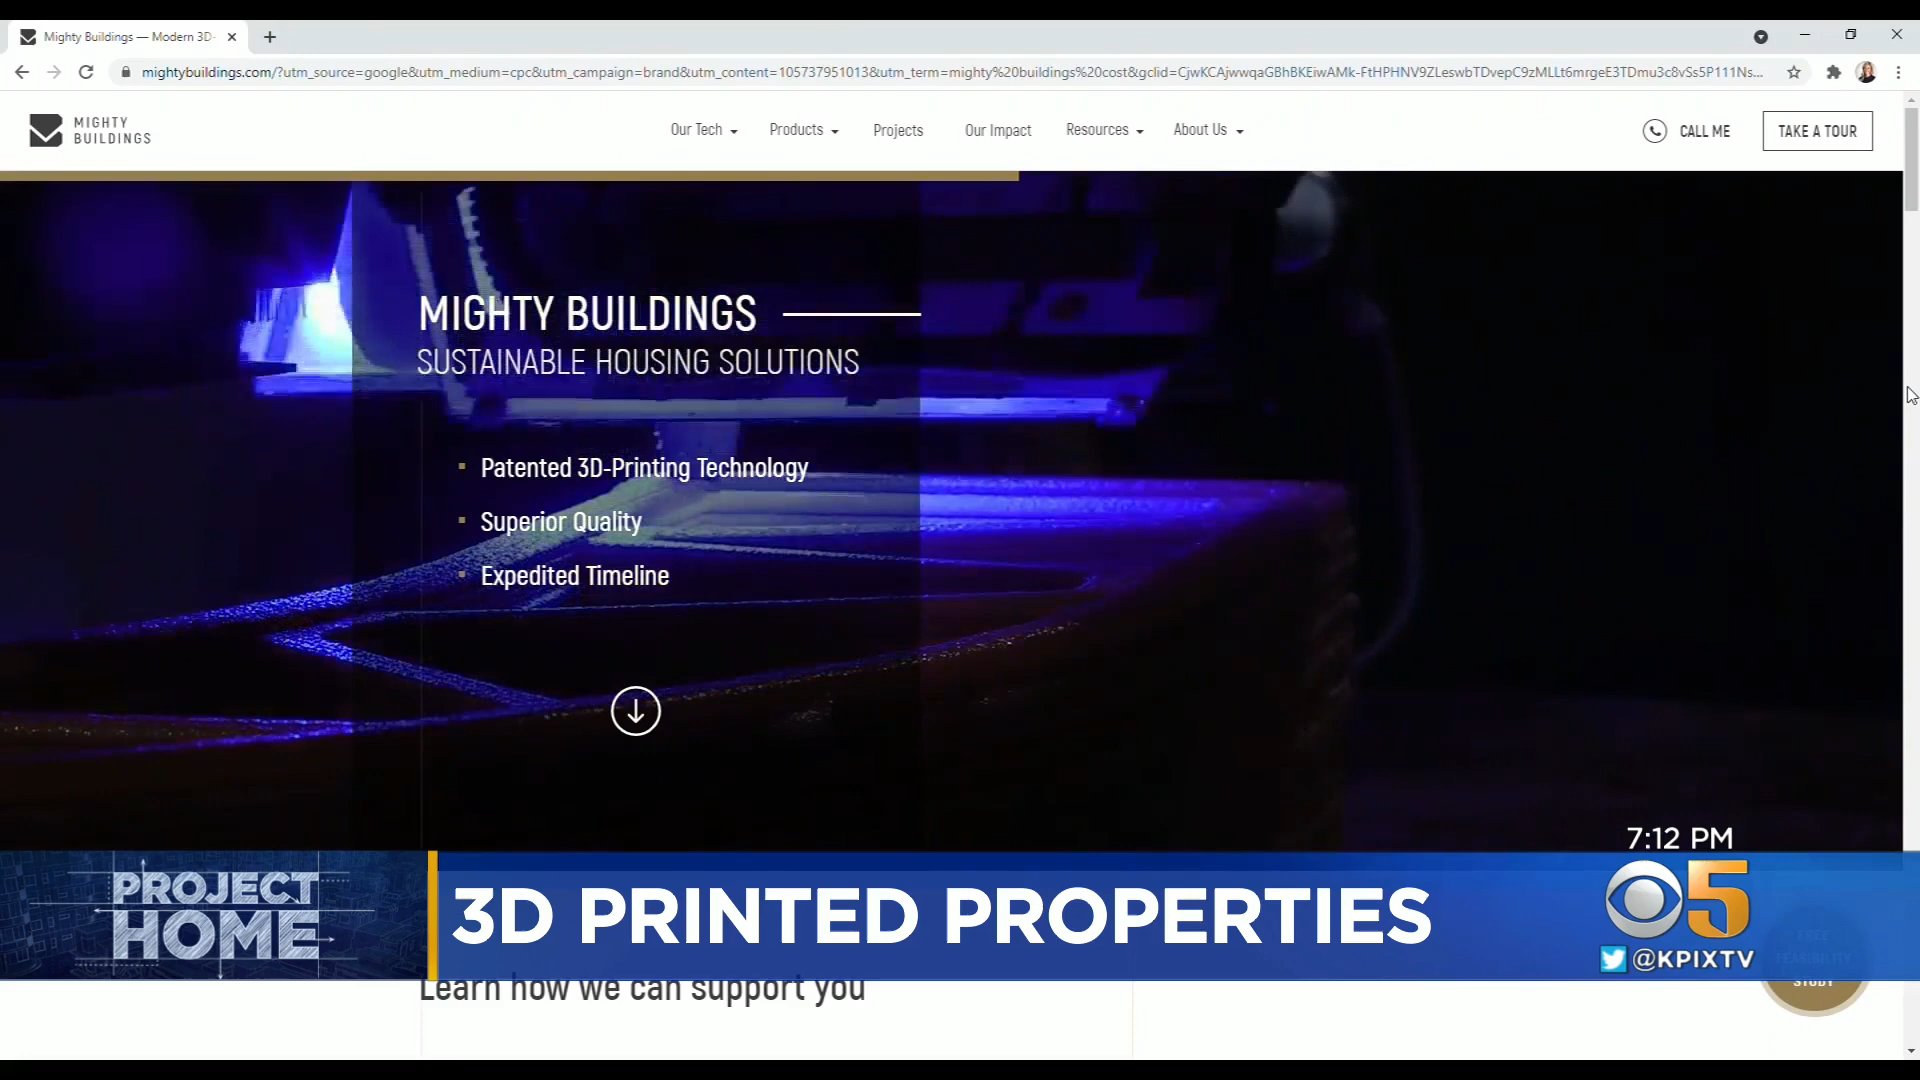 Mighty Buildings — Modern 3D-
mightybuildings.com/?utm_source=google&utm_medium=cpc&utm_campaign=brand&utm_content=105737951013&utm_term=mighty%20buildings%20cost&gclid=CjwKCAjwwqaGBhBKEiwAMk-FtHPHNV9ZLeswbTDvepC9zMLLt6mrgeE3TDmu3c8vSs5P111Ns...
MIGHTY
BUILDINGS
Our Tech
Products
Projects
Our Impact
Resources
About Us
CALL ME
TAKE A TOUR
MIGHTY BUILDINGS
SUSTAINABLE HOUSING SOLUTIONS
Patented 3D-Printing Technology
Superior Quality
Expedited Timeline
7:12 PM
PROJECT
HOME
3D PRINTED PROPERTIES
5
@KPIXTV
FREE
FEASIBILITY
STUDY
Learn how we can support you